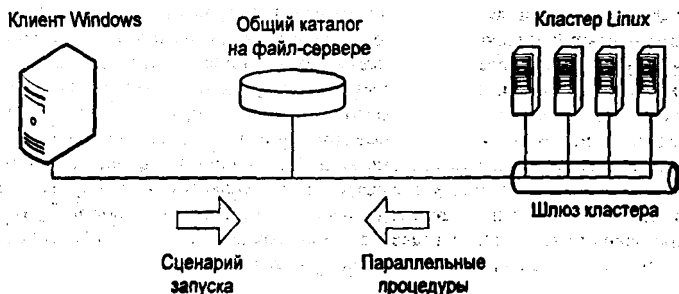 Клиент Windows
Общий каталог
на файл-сервере
Кластер Linux
Шлюз кластера
Сценарий
запуска
Параллельные
процедуры